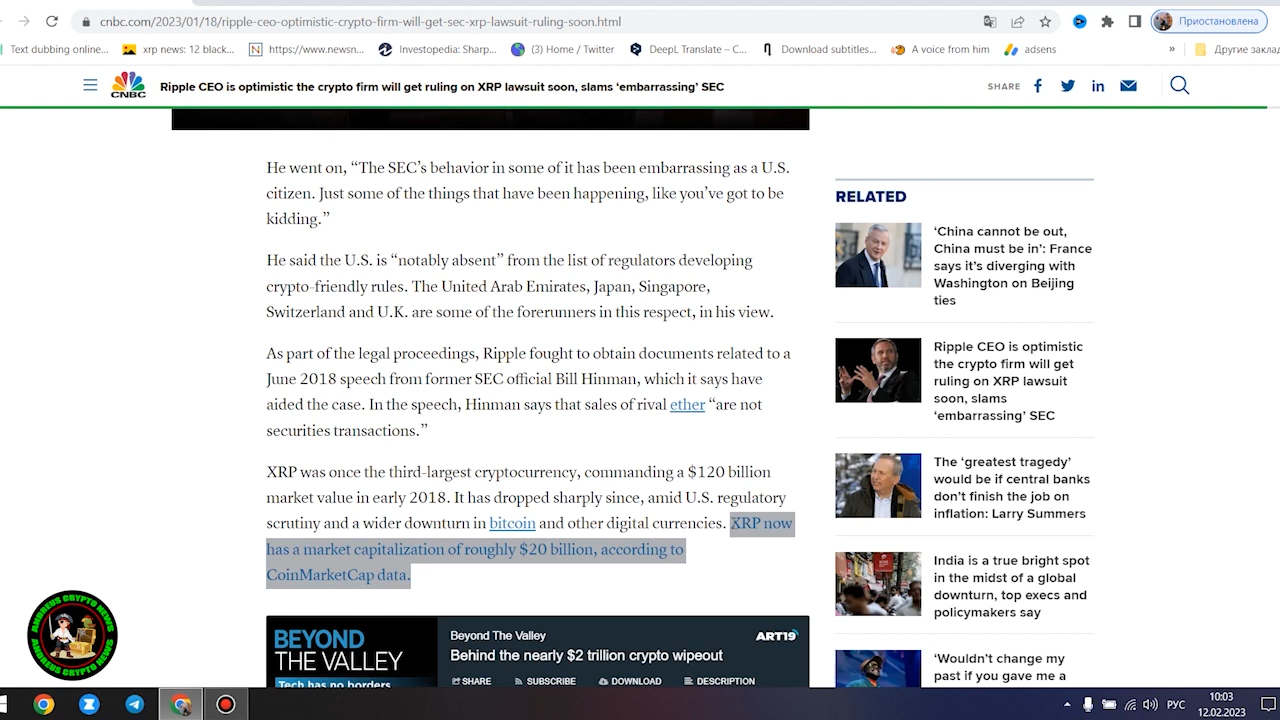 cnbc.com/2023/01/18/ripple-ceo-optimistic-crypto-firm-will-get-sec-xrp-lawsuit-ruling-soon.html
Приостановлена
Text dubbing online...
xrp news: 12 black...
https://www.newsn...
Investopedia: Sharp...
(3) Home / Twitter
DeepL Translate – C...
Download subtitles...
A voice from him
adsens
»
Другие закла
CNBC
Ripple CEO is optimistic the crypto firm will get ruling on XRP lawsuit soon, slams ‘embarrassing’ SEC
SHARE
He went on, “The SEC’s behavior in some of it has been embarrassing as a U.S.
citizen. Just some of the things that have been happening, like you’ve got to be
kidding.”
He said the U.S. is “notably absent” from the list of regulators developing
crypto-friendly rules. The United Arab Emirates, Japan, Singapore,
Switzerland and U.K. are some of the forerunners in this respect, in his view.
As part of the legal proceedings, Ripple fought to obtain documents related to a
June 2018 speech from former SEC official Bill Hinman, which it says have
aided the case. In the speech, Hinman says that sales of rival ether “are not
securities transactions.”
XRP was once the third-largest cryptocurrency, commanding a $120 billion
market value in early 2018. It has dropped sharply since, amid U.S. regulatory
scrutiny and a wider downturn in bitcoin and other digital currencies. XRP now
has a market capitalization of roughly $20 billion, according to
CoinMarketCap data.
BEYOND
THE VALLEY
Tech has no borders
Beyond The Valley
ART19
Behind the nearly $2 trillion crypto wipeout
SHARE
SUBSCRIBE
DOWNLOAD
DESCRIPTION
RELATED
‘China cannot be out,
China must be in’: France
says it’s diverging with
Washington on Beijing
ties
Ripple CEO is optimistic
the crypto firm will get
ruling on XRP lawsuit
soon, slams
‘embarrassing’ SEC
The ‘greatest tragedy’
would be if central banks
don’t finish the job on
inflation: Larry Summers
India is a true bright spot
in the midst of a global
downturn, top execs and
policymakers say
‘Wouldn’t change my
past if you gave me a
ANDREUS CRYPTO NEWS
ANDREUS CRYPTO NEWS
РУС
10:03
12.02.2023